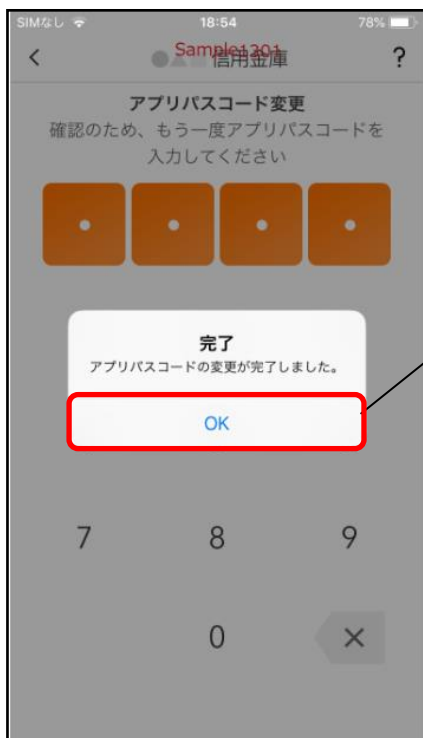 SIMなし 18:54 78%
●▲■信用金庫 Sample1301 ?
アプリパスコード変更
確認のため、もう一度アプリパスコードを
入力してください
完了
アプリパスコードの変更が完了しました。
OK
7 8 9
0